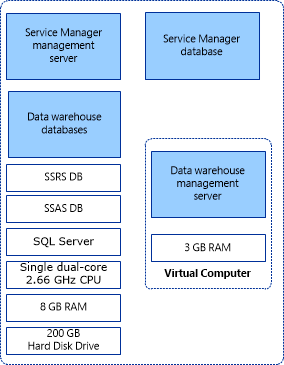 Service Manager
management
server
Service Manager
database
Data warehouse
databases
SSRS DB
SSAS DB
SQL Server
Single dual-core
2.66 GHz CPU
8 GB RAM
200 GB
Hard Disk Drive
Data warehouse
management
server
3 GB RAM
Virtual Computer